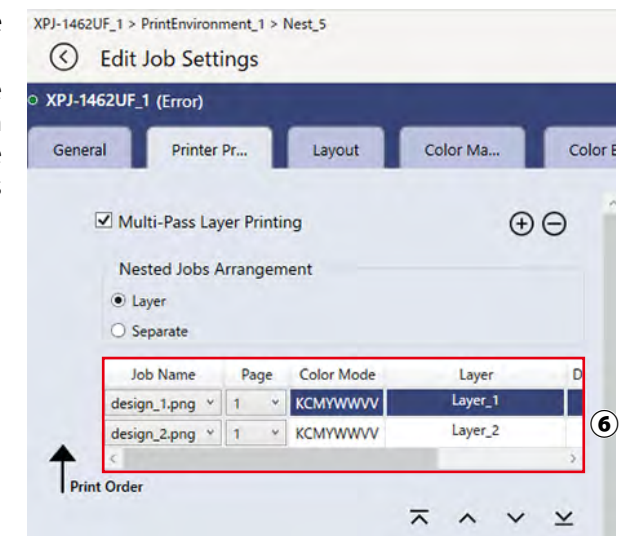 XPJ-1462UF_1 > PrintEnvironment_1 > Nest_5
Edit Job Settings
XPJ-1462UF_1 (Error)
General Printer Pr... Layout Color Ma... Color
Multi-Pass Layer Printing
Nested Jobs Arrangement
Layer
Separate
Job Name Page Color Mode Layer D
design_1.png 1 KCMYWWVV Layer_1
design_2.png 1 KCMYWWVV Layer_2
⑥
Print Order